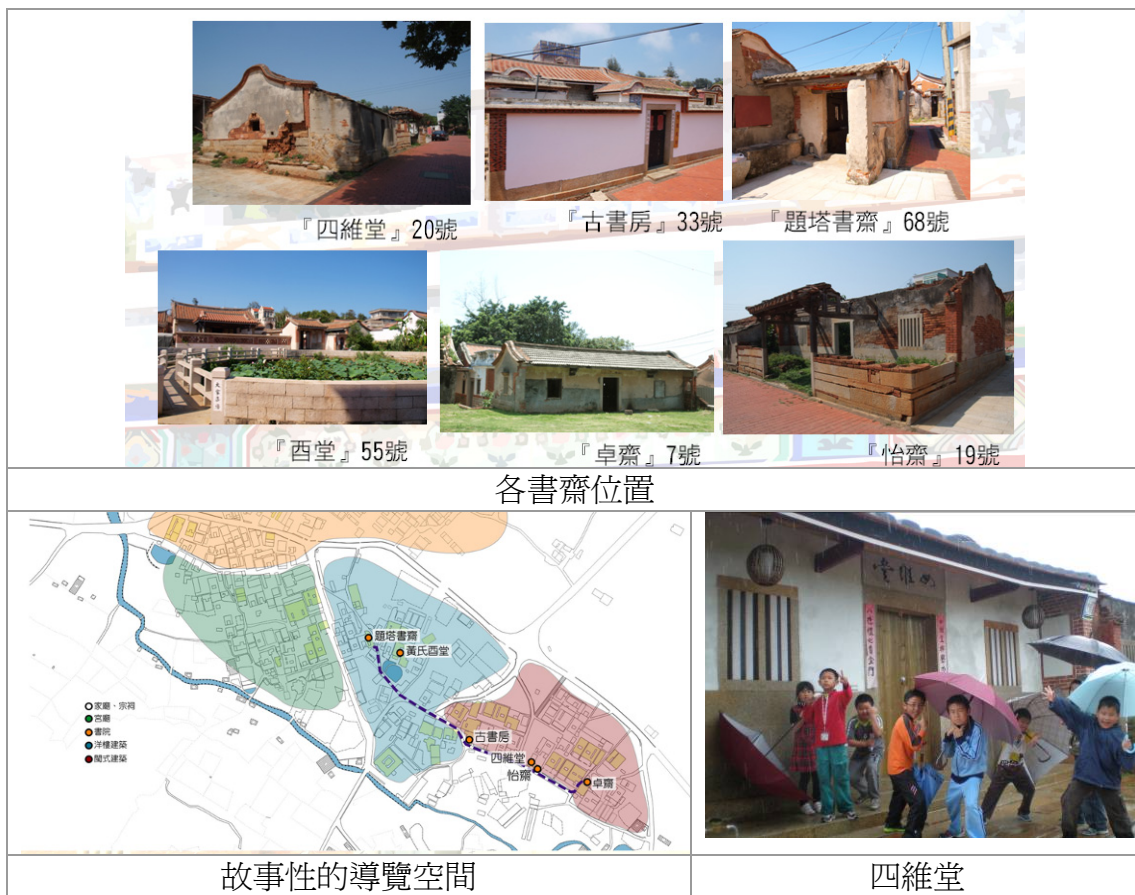 『四維堂』20號
『古書房』33號
『題塔書齋』68號
『酉堂』55號
『卓齋』7號
『怡齋』19號
各書齋位置
題塔書齋
黃氏酉堂
家廟·宗祠
宮廟
書院
洋樓建築
閩式建築
古書房
四維堂
怡齋
卓齋
故事性的導覽空間
四維堂